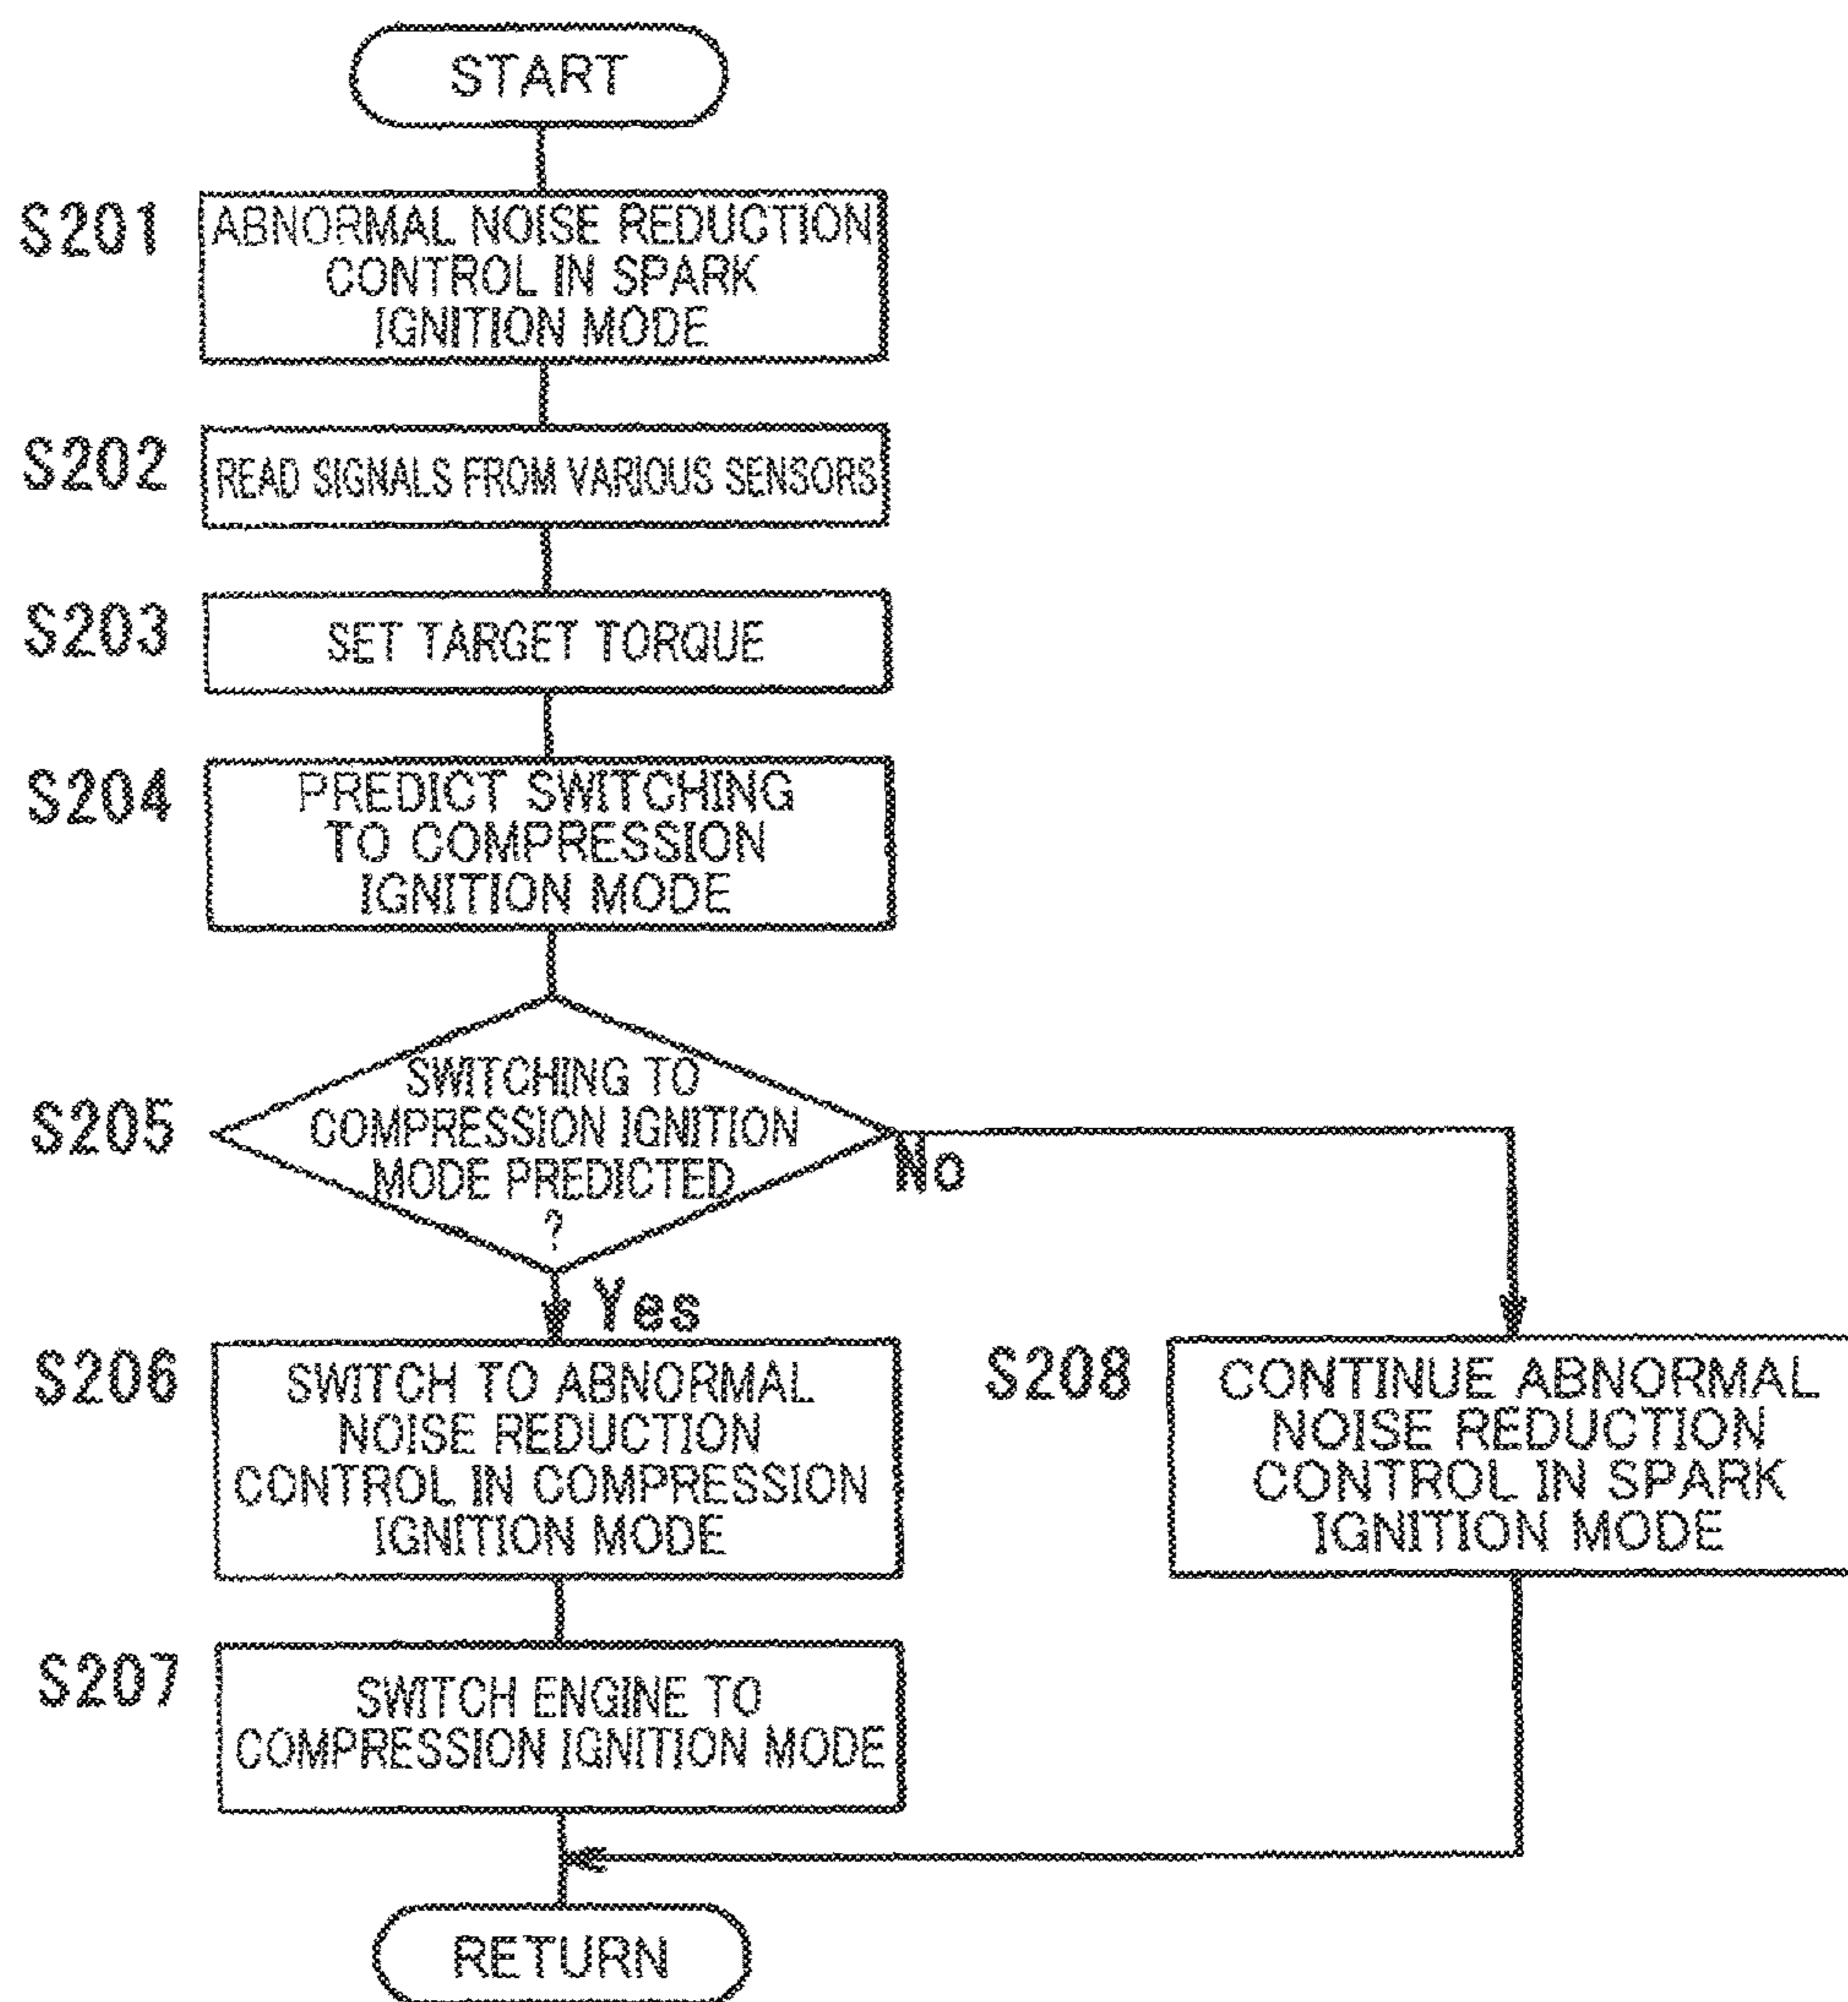 START
S201
ABNORMAL NOISE REDUCTION
CONTROL IN SPARK
IGNITION MODE
S202
READ SIGNALS FROM VARIOUS SENSORS
S203
SET TARGET TORQUE
S204
PREDICT SWITCHING
TO COMPRESSION
IGNITION MODE
S205
SWITCHING TO
COMPRESSION IGNITION
MODE PREDICTED
?
No
Yes
S206
SWITCH TO ABNORMAL
NOISE REDUCTION
CONTROL IN COMPRESSION
IGNITION MODE
S208
CONTINUE ABNORMAL
NOISE REDUCTION
CONTROL IN SPARK
IGNITION MODE
S207
SWITCH ENGINE TO
COMPRESSION IGNITION MODE
RETURN